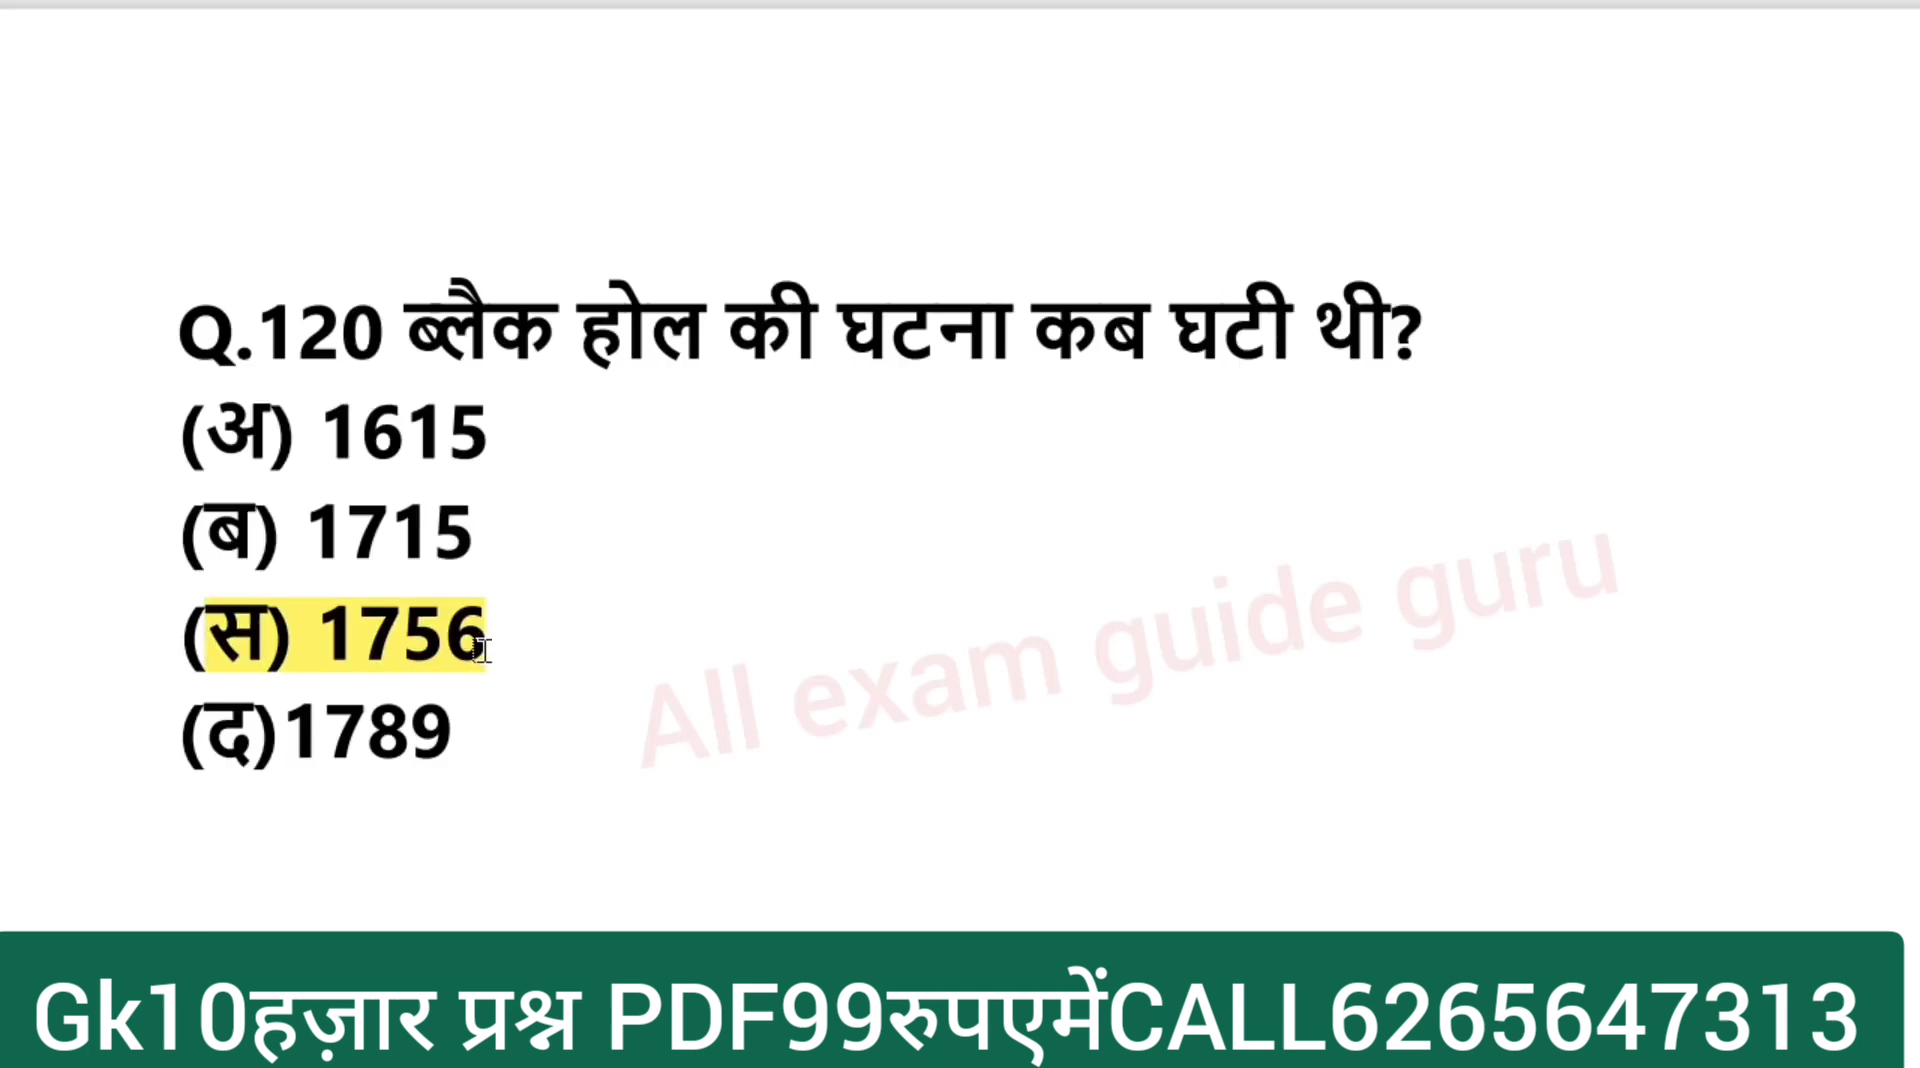 Q.120 ब्लैक होल की घटना कब घटी थी?
(अ) 1615
(ब) 1715
(स) 1756
(द)1789
All exam guide guru
Gk10हज़ार प्रश्न PDF99रुपएमेंCALL6265647313